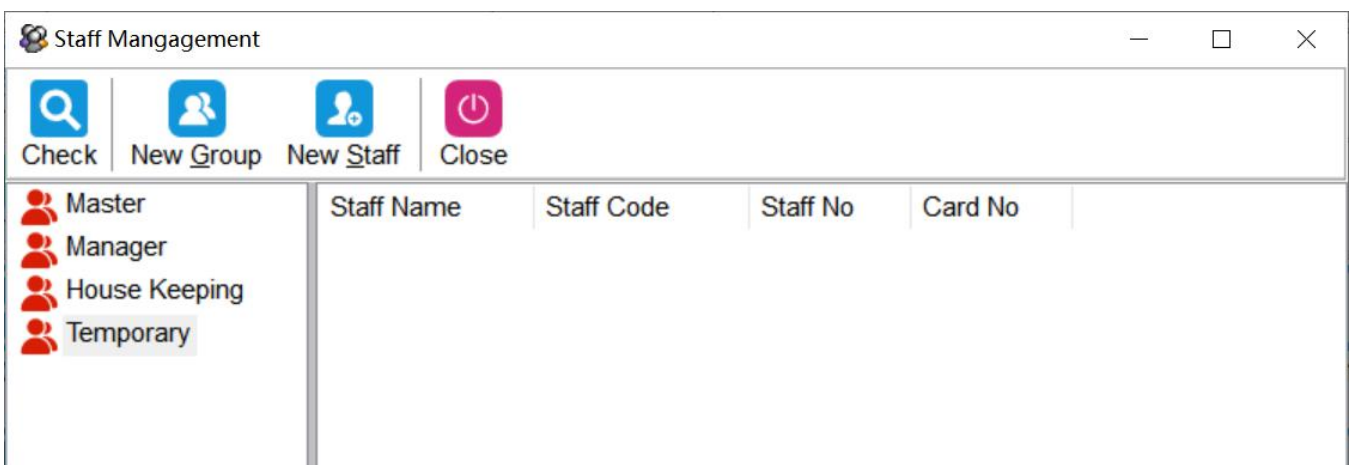 Staff Mangagement
Check New Group New Staff Close
Master
Manager
House Keeping
Temporary
Staff Name Staff Code Staff No Card No